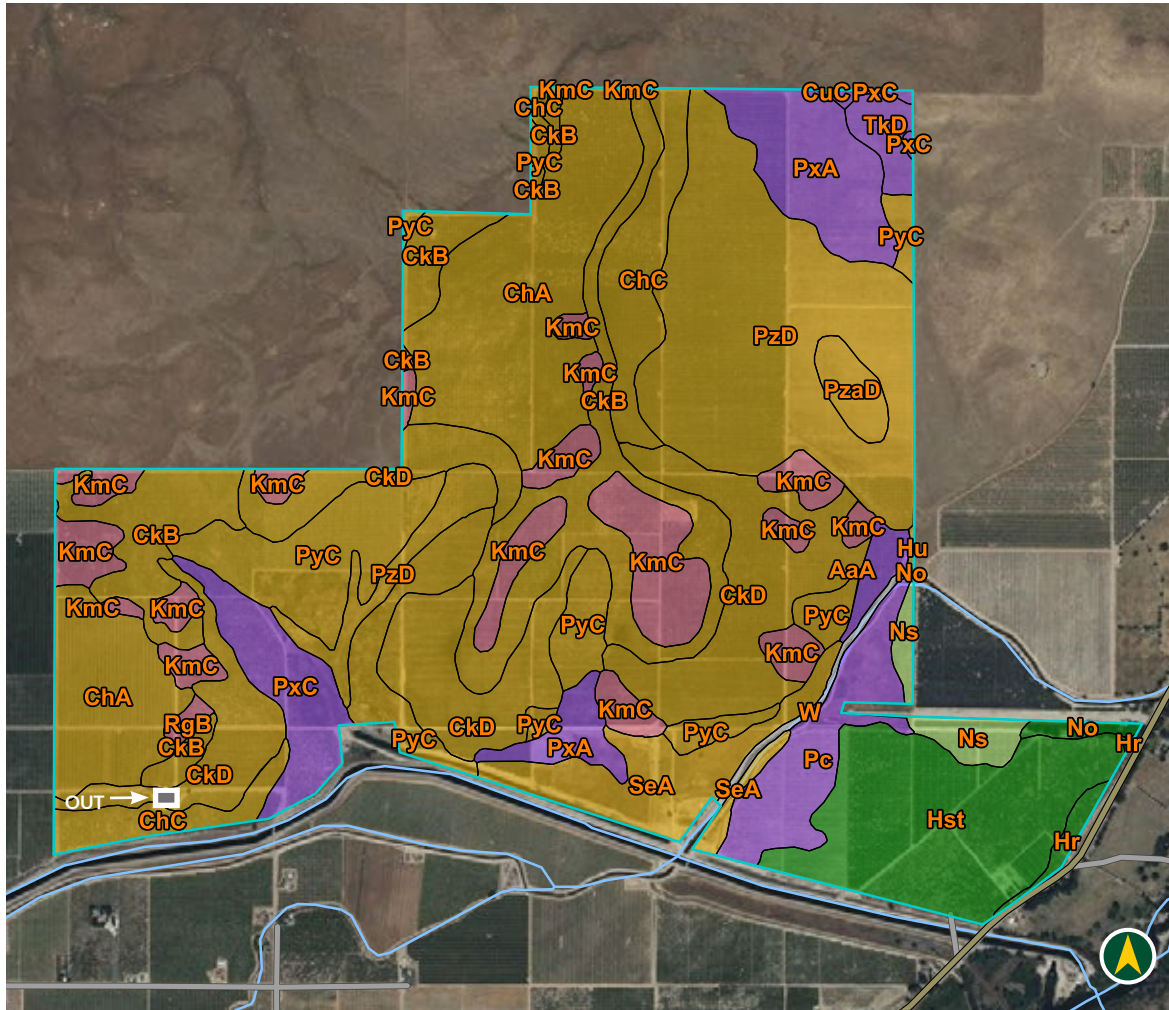 KmC KmC CuC PxC
ChC
TkD
CkB
PxC
PyC PxA
CkB
PyC
PyC
CkB
ChC
ChA
KmC
PzD
CkB
KmC
PzaD
KmC
CkB
KmC
CkD
KmC
KmC
KmC
KmC
KmC
CkB
KmC
Hu
KmC
PyC
KmC
KmC
AaA
PzD
No
CkD
KmC
KmC
PyC
PyC
Ns
KmC
KmC
PxC
ChA
KmC
W
RgB
CkD
PyC
PyC
No
CkB
PyC
PxA
Ns
Hr
Pc
CkD
SeA
SeA
OUT
ChC
Hst
Hr